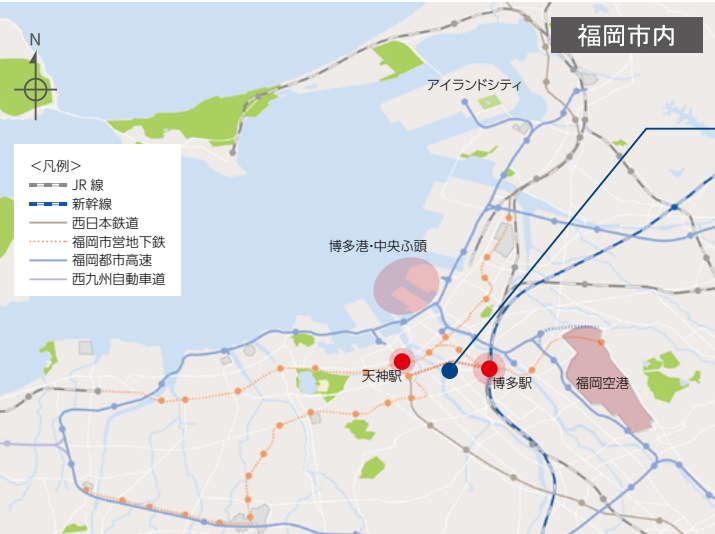 福岡市内
N
アイランドシティ
<凡例>
JR線
新幹線
西日本鉄道
福岡市営地下鉄
福岡都市高速
西九州自動車道
博多港・中央ふ頭
天神駅
博多駅
福岡空港